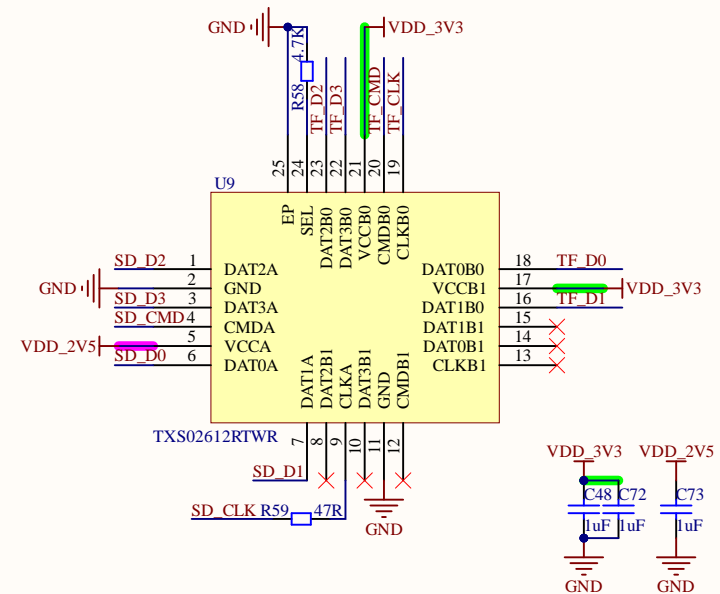 GND
VDD_3V3
4.7K
R58
TF_D2
TF_D3
TF_CMD
TF_CLK
25
24
23
22
21
20
19
U9
EP
SEL
DAT2B0
DAT3B0
VCCB0
CMDB0
CLKB0
SD_D2 1 DAT2A
GND 2 GND
SD_D3 3 DAT3A
SD_CMD 4 CMDA
VDD_2V5 5 VCCA
SD_D0 6 DAT0A
DAT0B0 18 TF_D0
VCCB1 17 VDD_3V3
DAT1B0 16 TF_D1
DAT1B1 15
DAT0B1 14
CLKB1 13
DAT1A
DAT2B1
CLKA
DAT3B1
GND
CMDB1
TXS02612RTWR
7
8
9
10
11
12
SD_D1
SD_CLK R59 47R
GND
VDD_3V3
VDD_2V5
C48
C72
C73
1uF
1uF
1uF
GND
GND